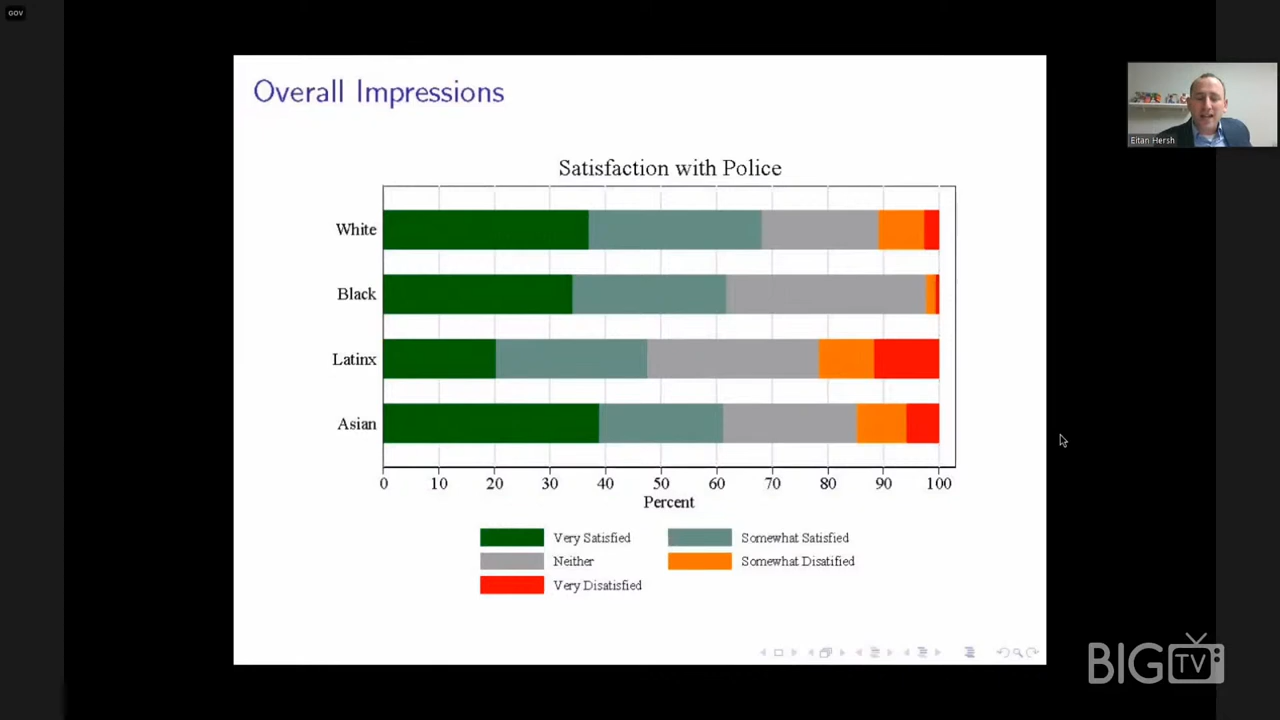 GOV
Overall Impressions
Eitan Hersh
Satisfaction with Police
White
Black
Latinx
Asian
0 10 20 30 40 50 60 70 80 90 100
Percent
Very Satisfied Somewhat Satisfied
Neither Somewhat Disatified
Very Disatisfied
BIG TV